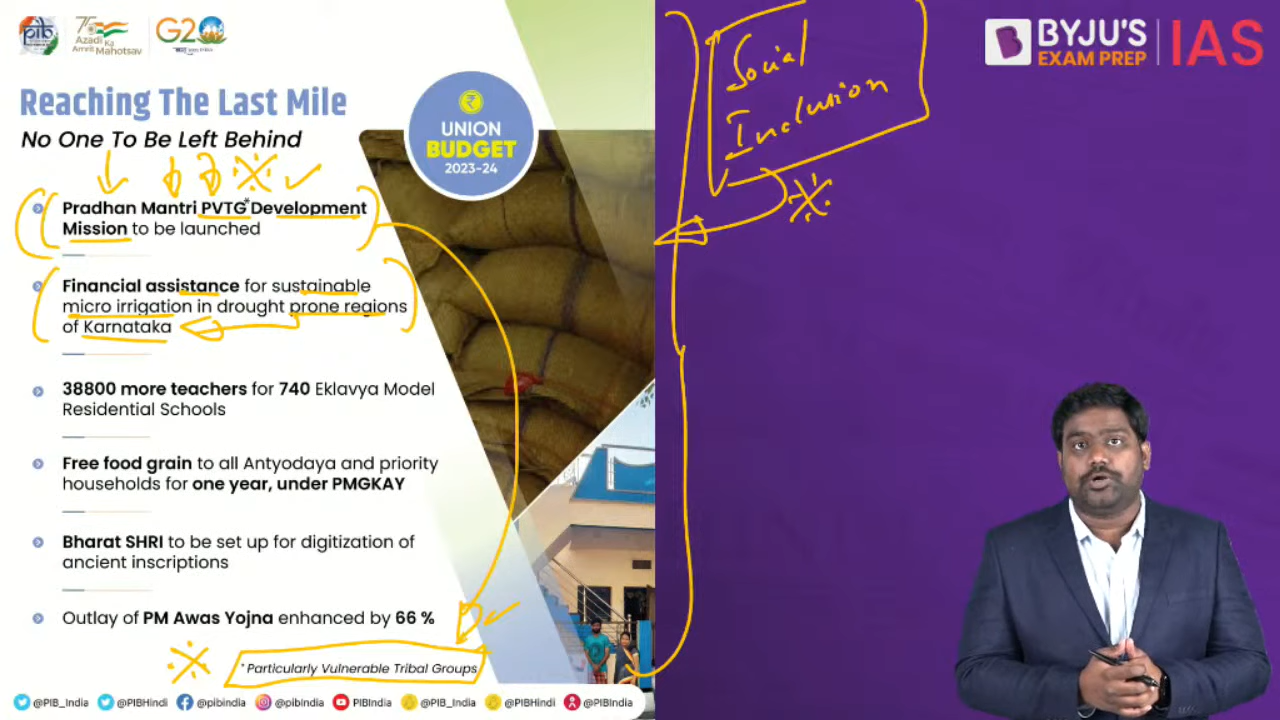 pib
75
Azadi Ka
Amrit Mahotsav
G20
BYJU'S
EXAM PREP
IAS
Social
Inclusion
Reaching The Last Mile
No One To Be Left Behind
UNION
BUDGET
2023-24
Pradhan Mantri PVTG* Development
Mission to be launched
Financial assistance for sustainable
micro irrigation in drought prone regions
of Karnataka
38800 more teachers for 740 Eklavya Model
Residential Schools
Free food grain to all Antyodaya and priority
households for one year, under PMGKAY
Bharat SHRI to be set up for digitization of
ancient inscriptions
Outlay of PM Awas Yojna enhanced by 66 %
* Particularly Vulnerable Tribal Groups
@PIB_India @PIBHindi @pibindia @pibindia PIBIndia @PIB_India @PIBHindi @PIBIndia